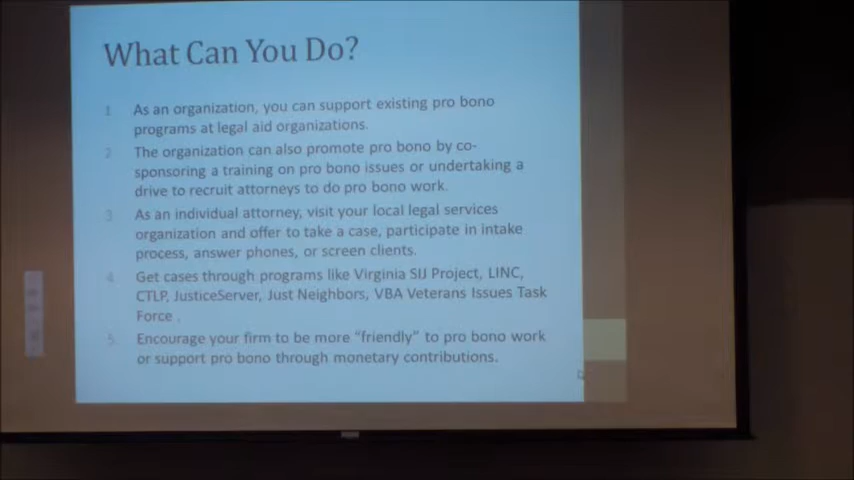 What Can You Do?
1 As an organization, you can support existing pro bono
programs at legal aid organizations.
2 The organization can also promote pro bono by co-
sponsoring a training on pro bono issues or undertaking a
drive to recruit attorneys to do pro bono work.
3 As an individual attorney, visit your local legal services
organization and offer to take a case, participate in intake
process, answer phones, or screen clients.
4 Get cases through programs like Virginia SIJ Project, LINC,
CTLP, JusticeServer, Just Neighbors, VBA Veterans Issues Task
Force .
5 Encourage your firm to be more “friendly” to pro bono work
or support pro bono through monetary contributions.